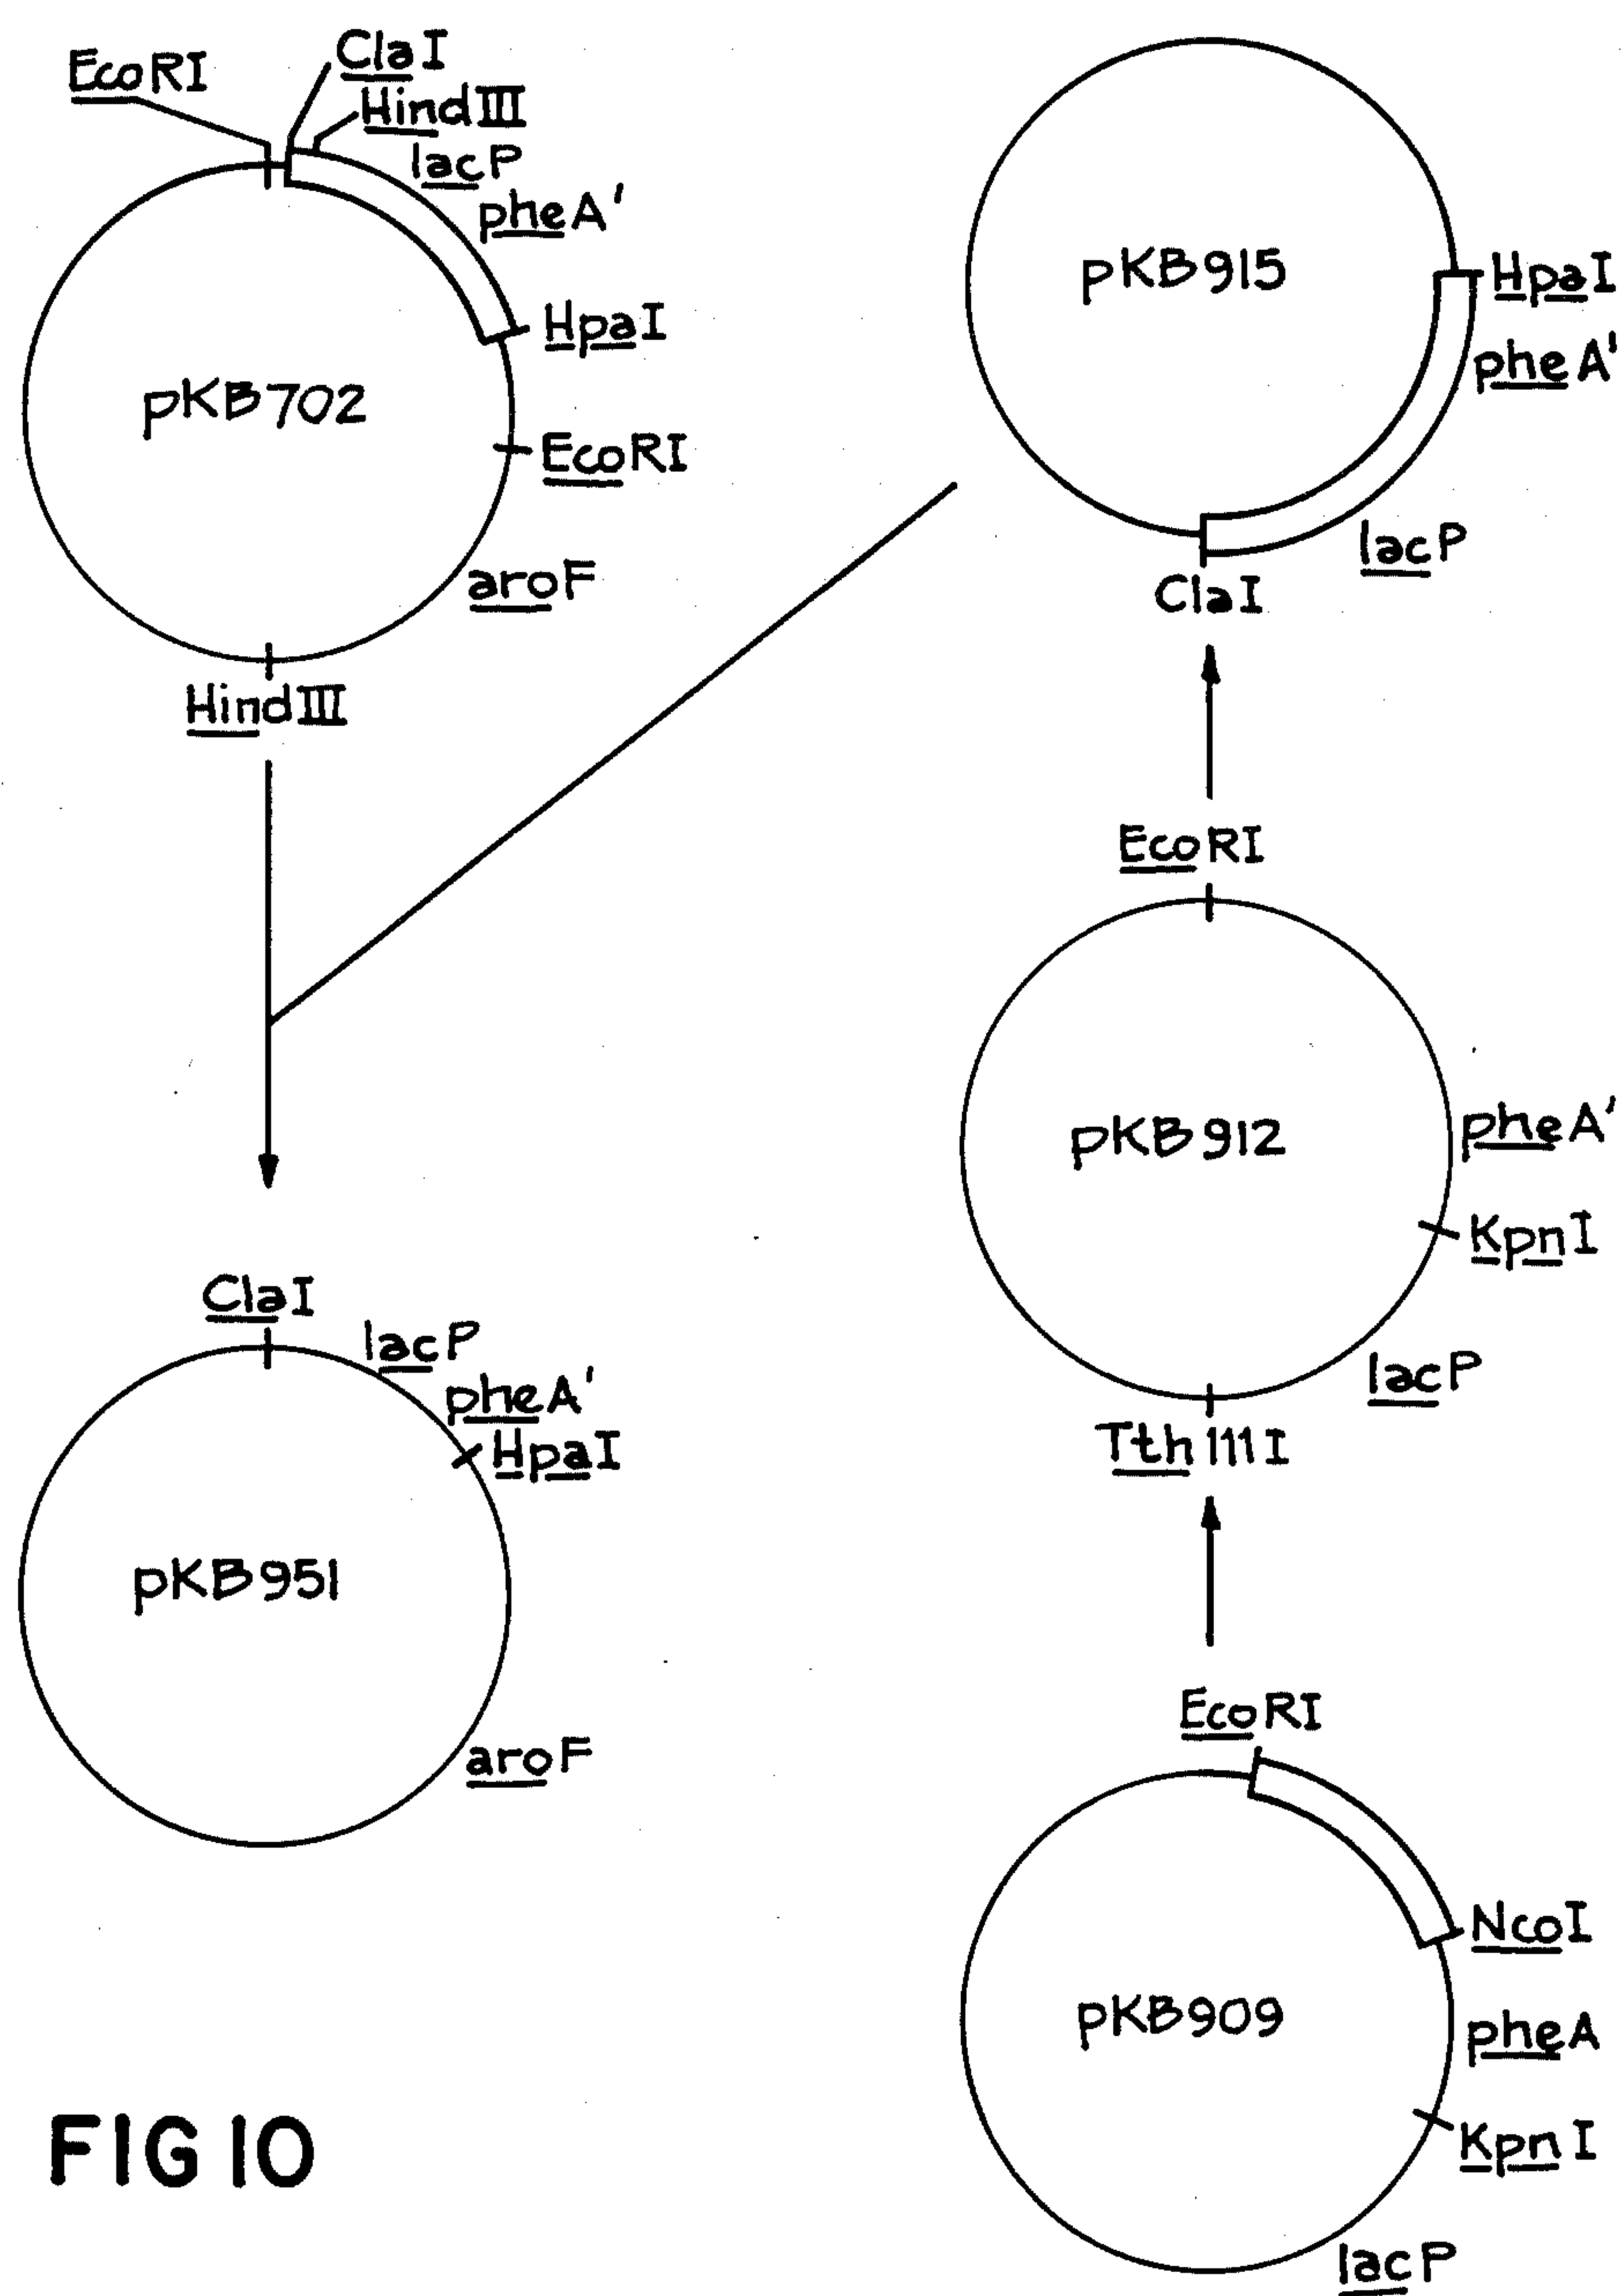 EcoRI
ClaI
HindIII
lacP
pheA'
HpaI
pKB702
EcoRI
aroF
HindIII
pKB915
HpaI
pheA'
lacP
ClaI
EcoRI
pKB912
pheA'
KpnI
lacP
Tth111I
ClaI
lacP
pheA'
HpaI
pKB951
aroF
EcoRI
NcoI
pKB909
pheA
KpnI
lacP
FIG 10